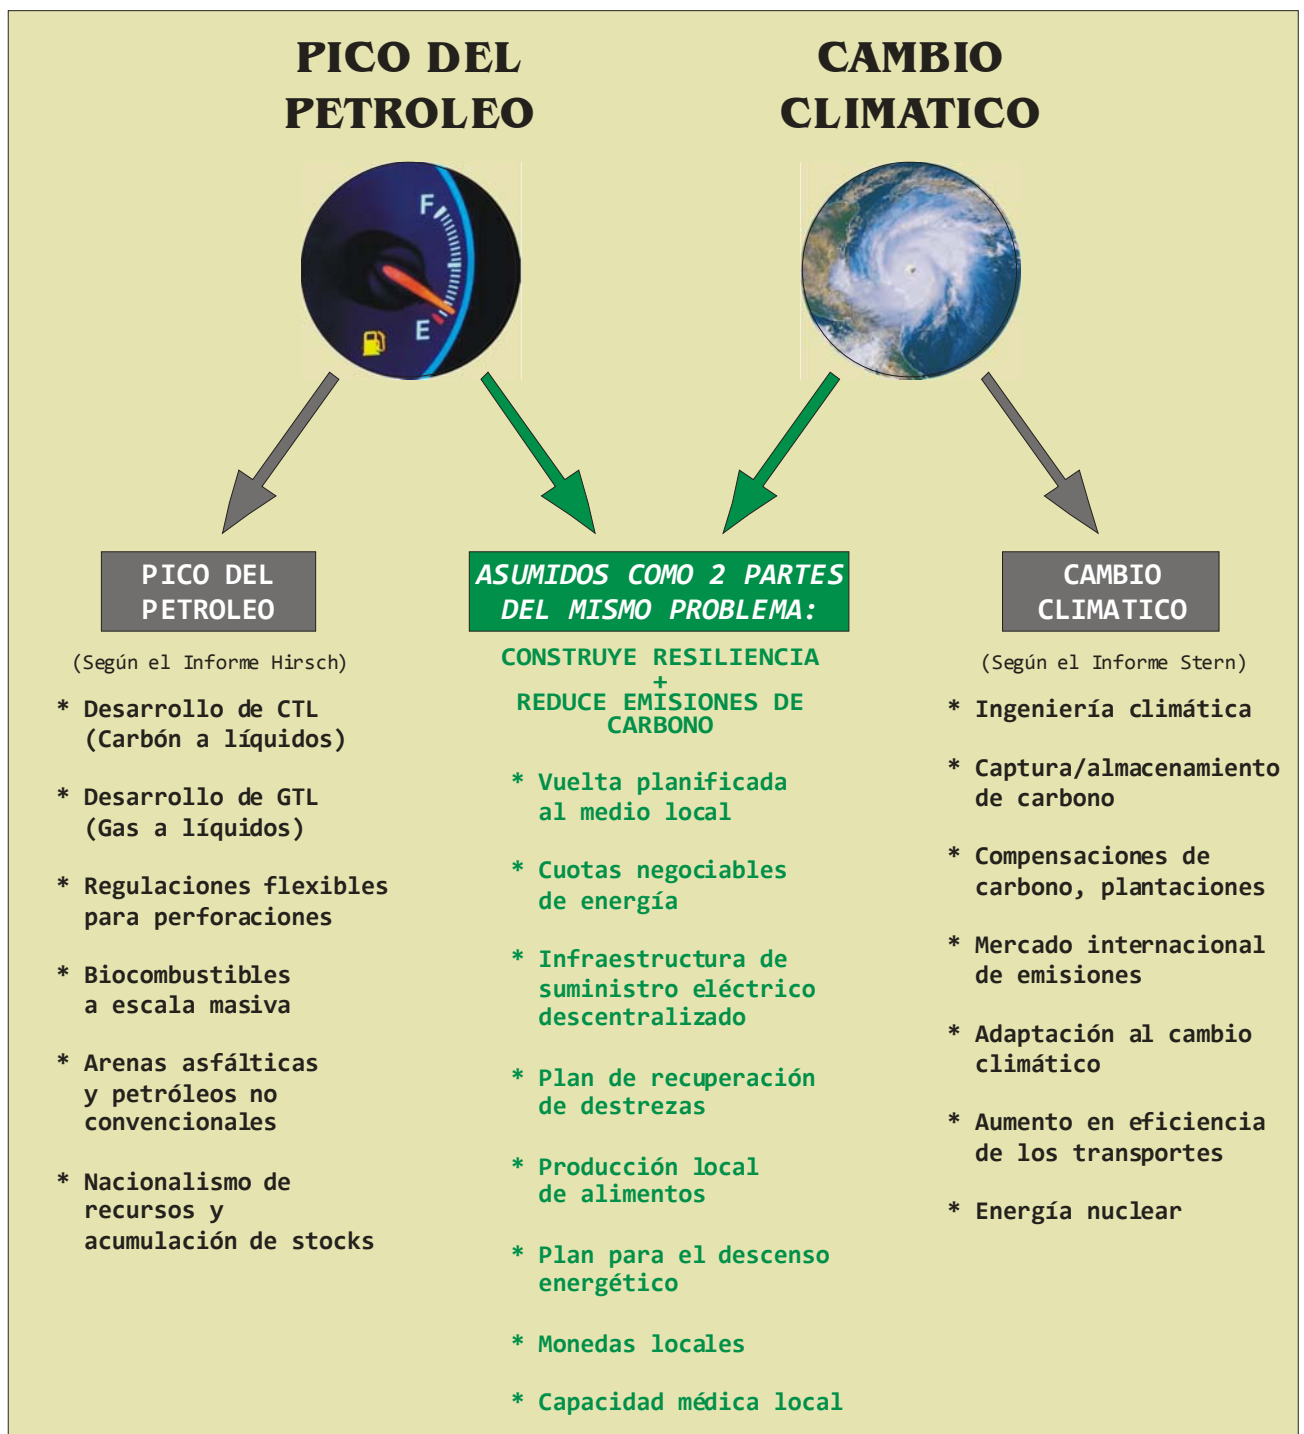 PICO DEL
PETROLEO
CAMBIO
CLIMATICO
F
E
PICO DEL
PETROLEO
(Según el Informe Hirsch)
* Desarrollo de CTL
(Carbón a líquidos)
* Desarrollo de GTL
(Gas a líquidos)
* Regulaciones flexibles
para perforaciones
* Biocombustibles
a escala masiva
* Arenas asfálticas
y petróleos no
convencionales
* Nacionalismo de
recursos y
acumulación de stocks
ASUMIDOS COMO 2 PARTES
DEL MISMO PROBLEMA:
CONSTRUYE RESILIENCIA
+
REDUCE EMISIONES DE
CARBONO
* Vuelta planificada
al medio local
* Cuotas negociables
de energía
* Infraestructura de
suministro eléctrico
descentralizado
* Plan de recuperación
de destrezas
* Producción local
de alimentos
* Plan para el descenso
energético
* Monedas locales
* Capacidad médica local
CAMBIO
CLIMATICO
(Según el Informe Stern)
* Ingeniería climática
* Captura/almacenamiento
de carbono
* Compensaciones de
carbono, plantaciones
* Mercado internacional
de emisiones
* Adaptación al cambio
climático
* Aumento en eficiencia
de los transportes
* Energía nuclear